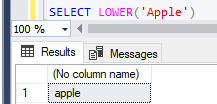 SELECT LOWER('Apple')
100 %
Results Messages
(No column name)
1 apple